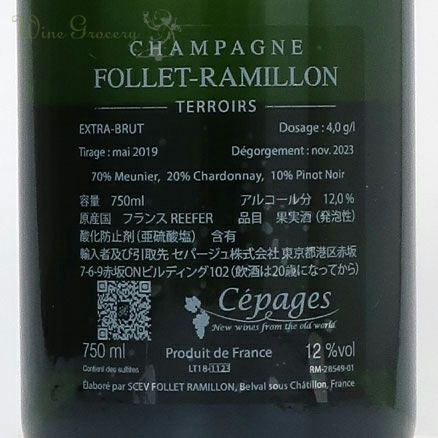 Wine Grocery
CHAMPAGNE
FOLLET-RAMILLON
TERROIRS
EXTRA-BRUT Dosage : 4,0 g/l
Tirage : mai 2019 Dégorgement : nov. 2023
70% Meunier, 20% Chardonnay, 10% Pinot Noir
容量 750ml アルコール分 12,0%
原産国 フランス REEFER 品目 果実酒 (発泡性)
酸化防止剤 (亜硫酸塩) 含有
輸入者及び引取先 セパージュ株式会社 東京都港区赤坂
7-6-9赤坂ONビルディング102 (飲酒は20歳になってから)
Cépages
New wines from the old world
750 ml Produit de France 12 %vol
Contient des sulfites LT18-1123 RM-28549-01
Élaboré par SCEV FOLLET RAMILLON, Belval sous Châtillon, France